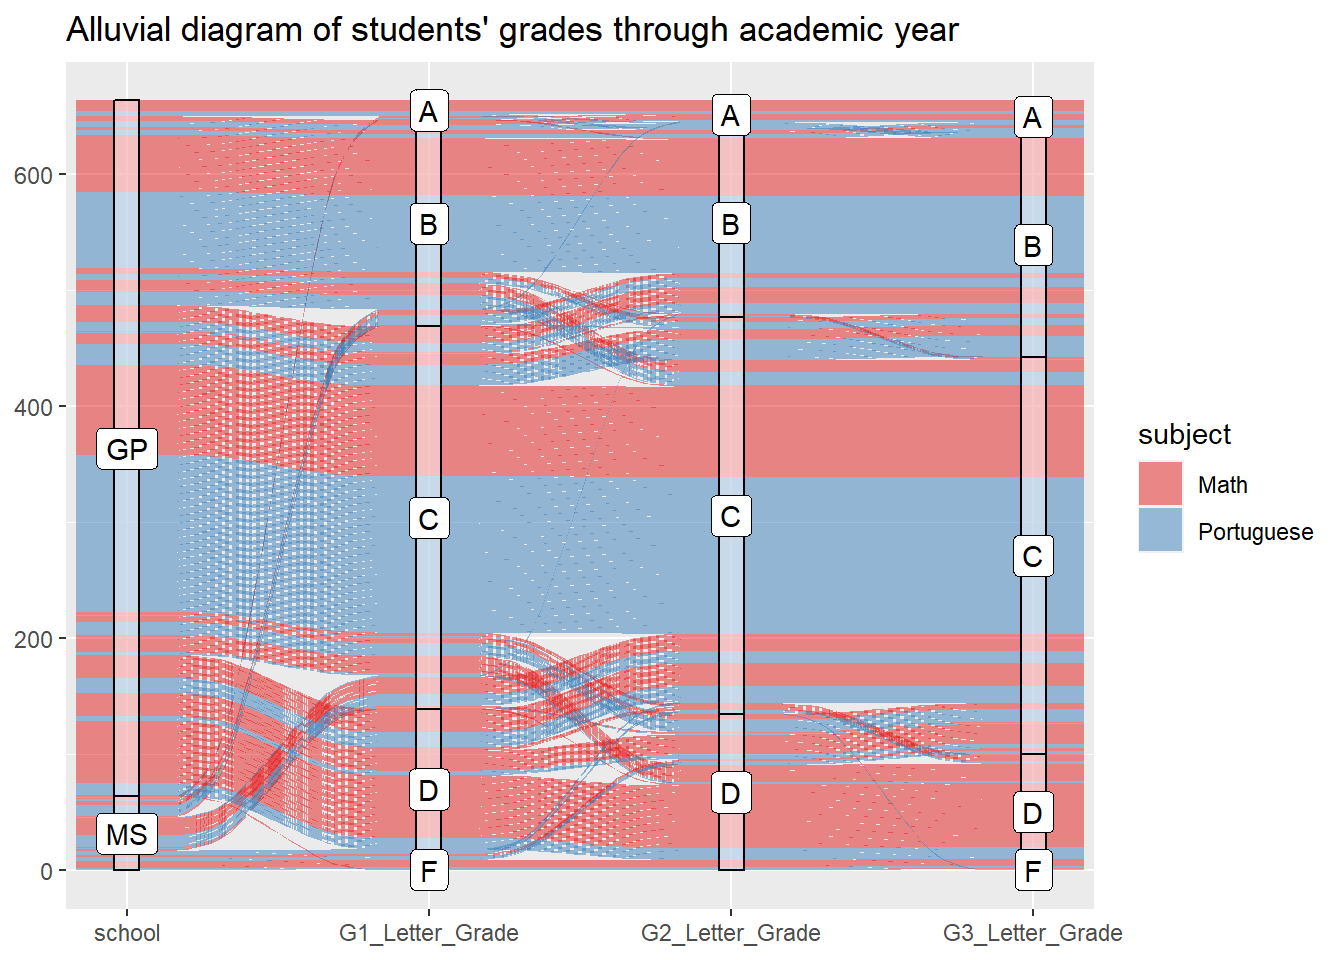 Alluvial diagram of students' grades through academic year
600
400
200
0
A
A
A
B
B
B
GP
C
C
C
MS
D
D
D
F
F
school
G1_Letter_Grade
G2_Letter_Grade
G3_Letter_Grade
subject
Math
Portuguese